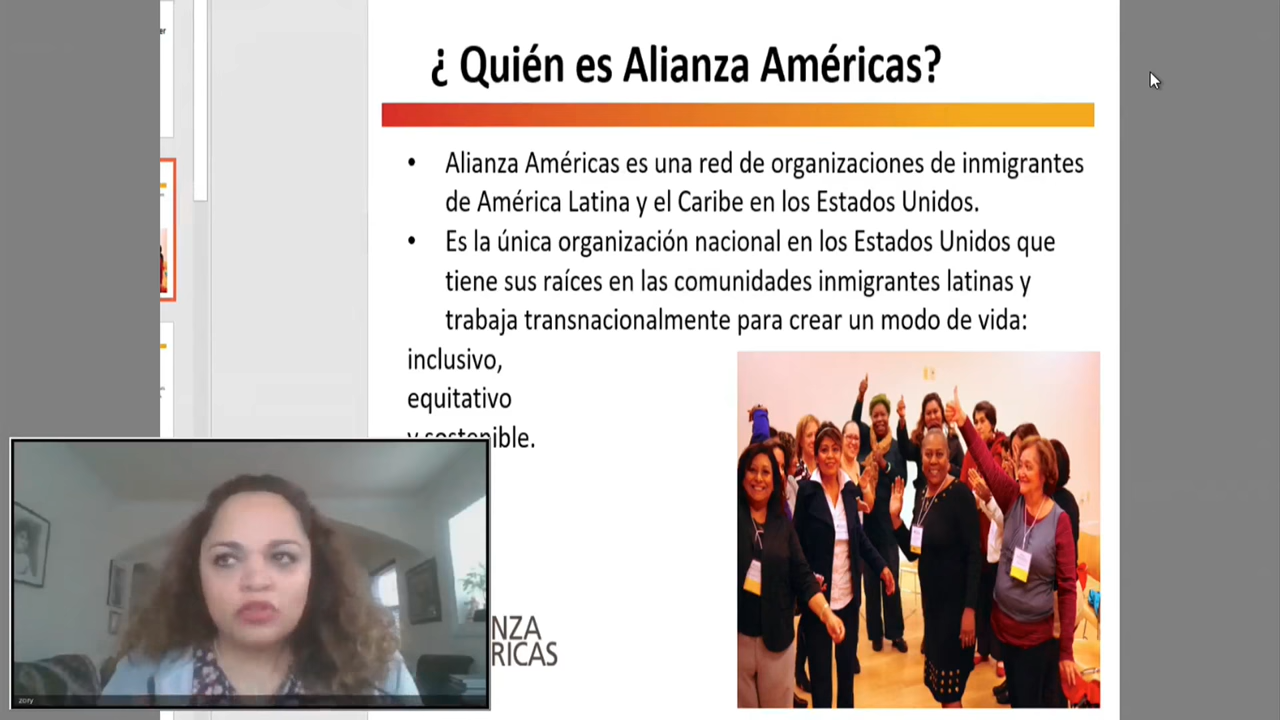 ¿ Quién es Alianza Américas?
• Alianza Américas es una red de organizaciones de inmigrantes
de América Latina y el Caribe en los Estados Unidos.
• Es la única organización nacional en los Estados Unidos que
tiene sus raíces en las comunidades inmigrantes latinas y
trabaja transnacionalmente para crear un modo de vida:
inclusivo,
equitativo
y sostenible.
NZA
RICAS
zory